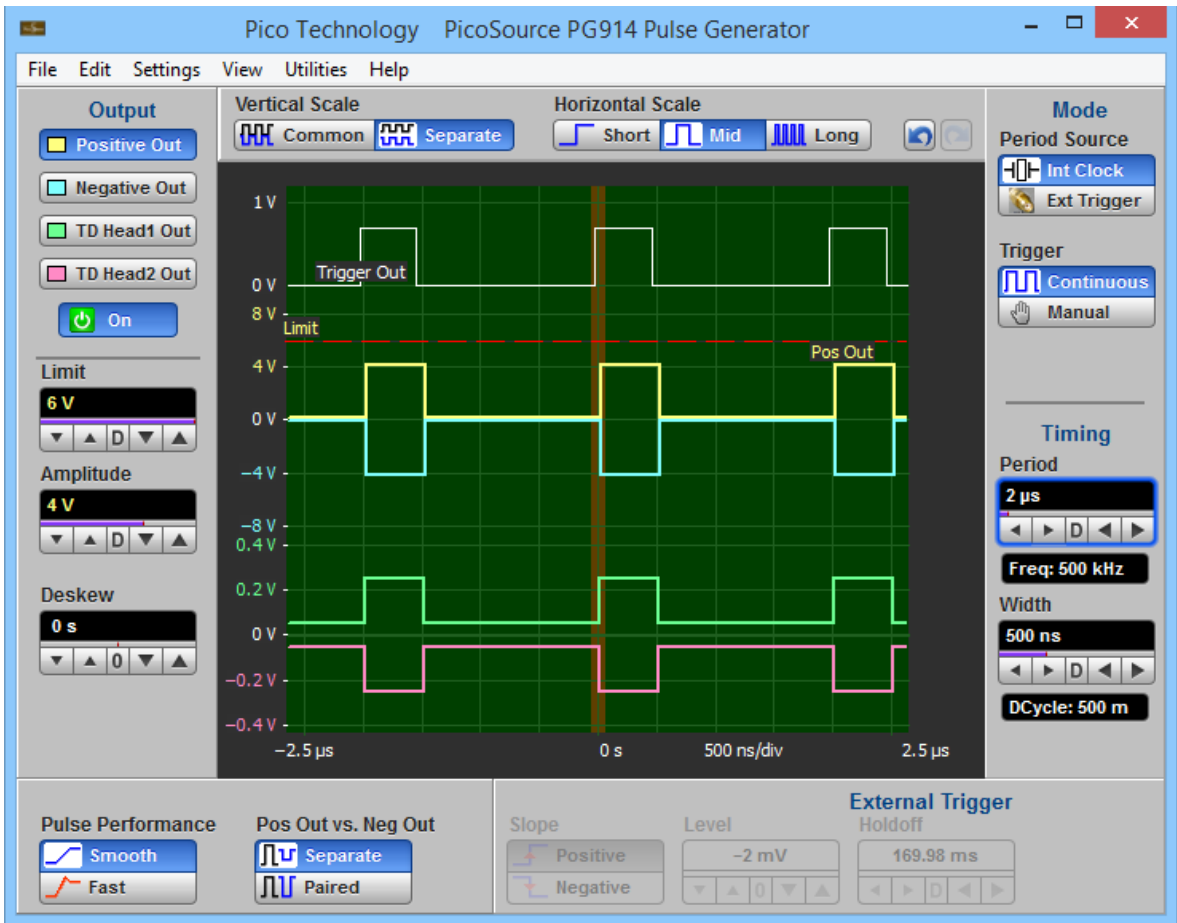 Pico Technology PicoSource PG914 Pulse Generator
File Edit Settings View Utilities Help
Output
Positive Out
Negative Out
TD Head1 Out
TD Head2 Out
On
Limit
6 V
D
Amplitude
4 V
D
Deskew
0 s
0
Vertical Scale
Common Separate
Horizontal Scale
Short Mid Long
1 V
Trigger Out
0 V
8 V
Limit
Pos Out
4 V
0 V
−4 V
−8 V
0.4 V
0.2 V
0 V
−0.2 V
−0.4 V
−2.5 µs 0 s 500 ns/div 2.5 µs
Mode
Period Source
Int Clock
Ext Trigger
Trigger
Continuous
Manual
Timing
Period
2 µs
D
Freq: 500 kHz
Width
500 ns
D
DCycle: 500 m
Pulse Performance
Smooth
Fast
Pos Out vs. Neg Out
Separate
Paired
External Trigger
Slope
Positive
Negative
Level
−2 mV
0
Holdoff
169.98 ms
D